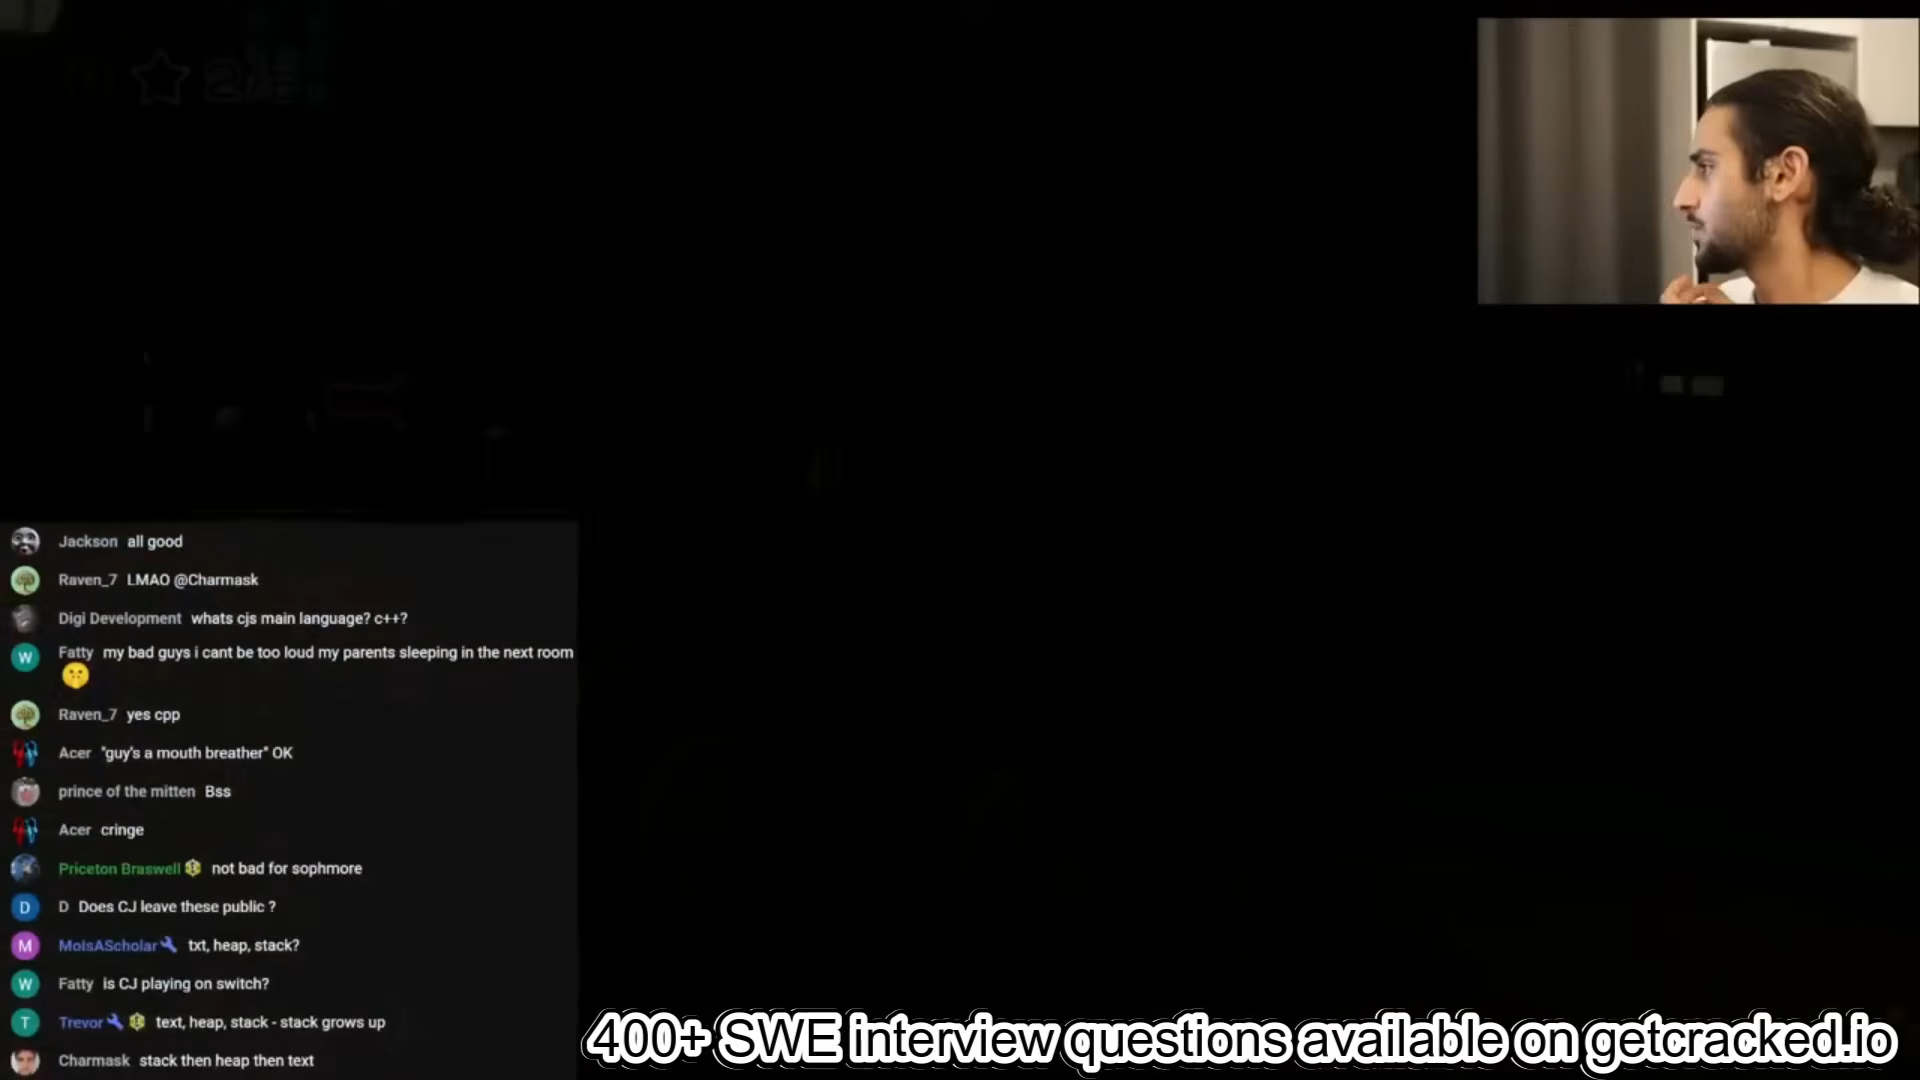 Jackson all good
Raven_7 LMAO @Charmask
Digi Development whats cjs main language? c++?
Fatty my bad guys i cant be too loud my parents sleeping in the next room
Raven_7 yes cpp
Acer "guy's a mouth breather" OK
prince of the mitten Bss
Acer cringe
Priceton Braswell not bad for sophmore
D D Does CJ leave these public ?
M MoIsAScholar txt, heap, stack?
W Fatty is CJ playing on switch?
T Trevor text, heap, stack - stack grows up
Charmask stack then heap then text
400+ SWE interview questions available on getcracked.io